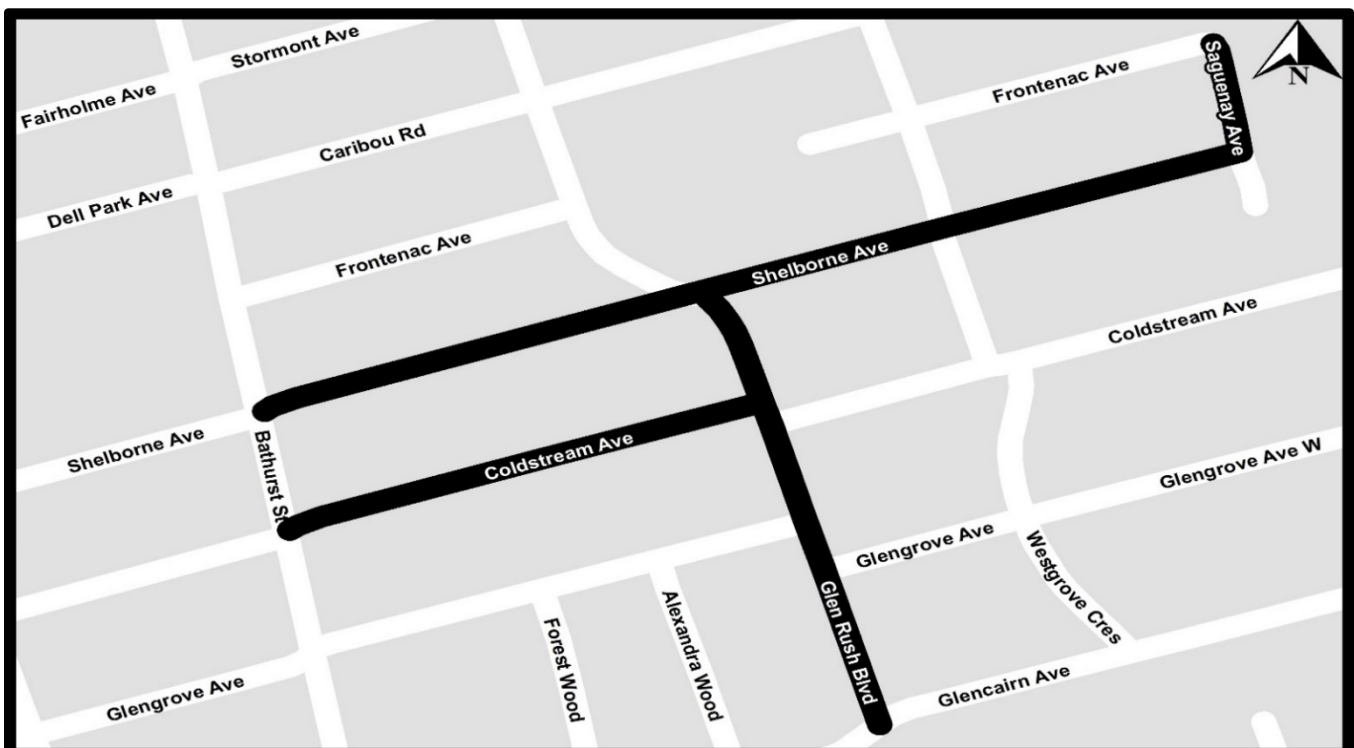 Stormont Ave
Fairholme Ave
Saguenay Ave
N
Frontenac Ave
Caribou Rd
Dell Park Ave
Frontenac Ave
Shelborne Ave
Coldstream Ave
Shelborne Ave
Bathurst St
Coldstream Ave
Glengrove Ave W
Glengrove Ave
Westgrove Cres
Glen Rush Blvd
Alexandra Wood
Forest Wood
Glencairn Ave
Glengrove Ave